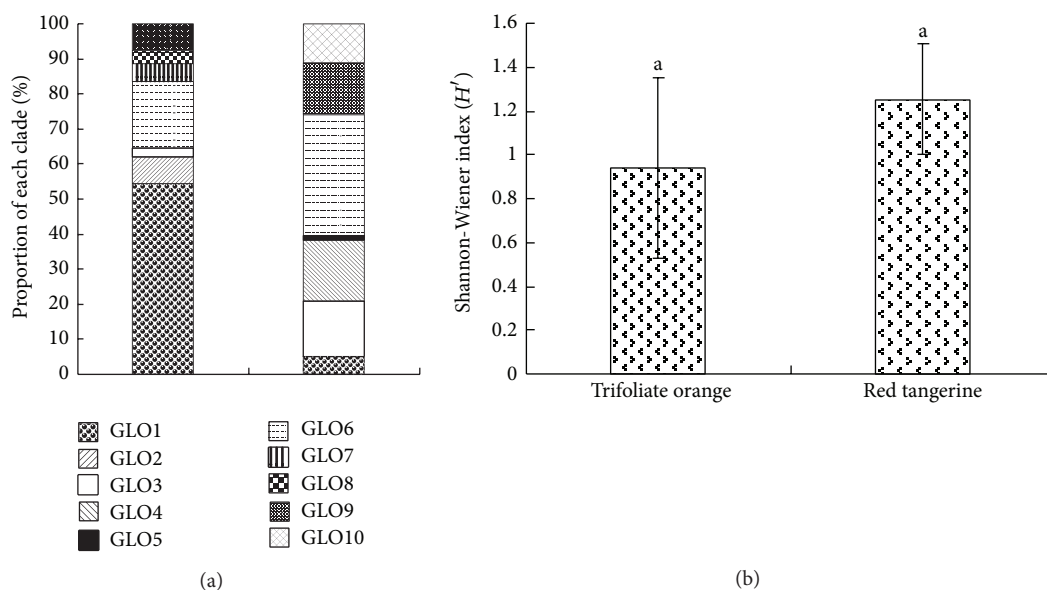 Proportion of each clade (%)
100
90
80
70
60
50
40
30
20
10
0
GLO1
GLO2
GLO3
GLO4
GLO5
GLO6
GLO7
GLO8
GLO9
GLO10
(a)
Shannon-Wiener index (H′)
1.6
1.4
1.2
1
0.8
0.6
0.4
0.2
0
a
a
Trifoliate orange
Red tangerine
(b)